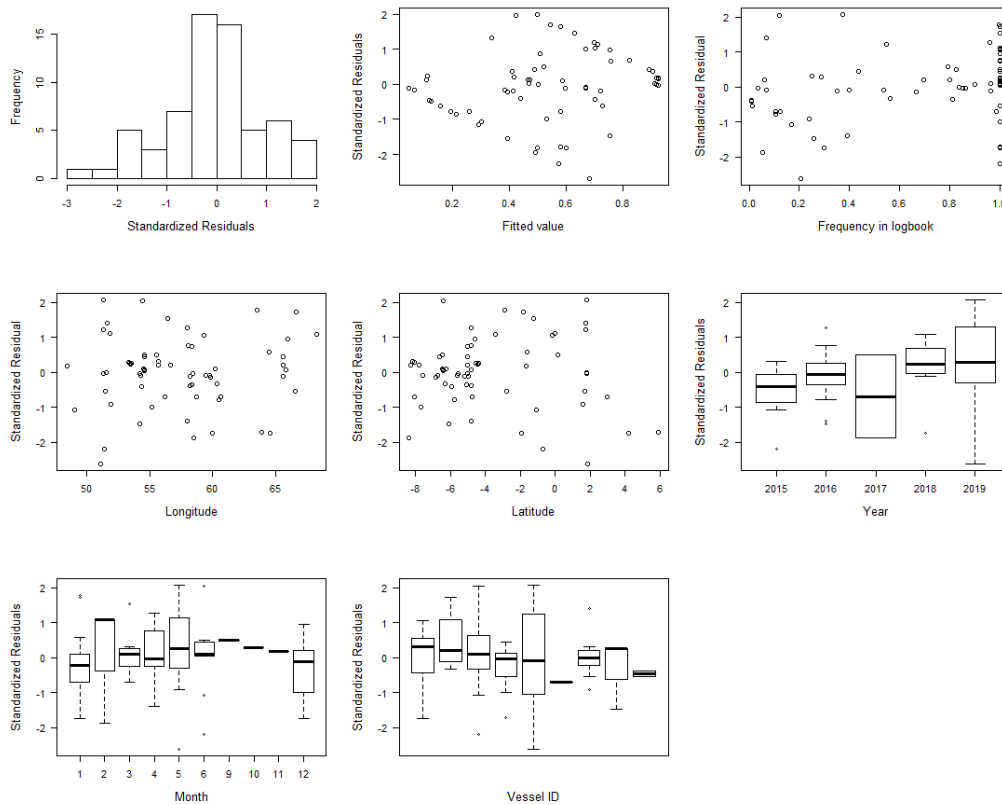 15
10
5
0
Frequency
-3 -2 -1 0 1 2
Standardized Residuals
2
1
0
-1
-2
Standardized Residuals
0.2 0.4 0.6 0.8
Fitted value
2
1
0
-1
-2
Standardized Residuals
0.0 0.2 0.4 0.6 0.8 1.0
Frequency in logbook
2
1
0
-1
-2
Standardized Residual
50 55 60 65
Longitude
2
1
0
-1
-2
Standardized Residual
-8 -6 -4 -2 0 2 4 6
Latitude
2
1
0
-1
-2
Standardized Residuals
2015 2016 2017 2018 2019
Year
2
1
0
-1
-2
Standardized Residuals
1 2 3 4 5 6 9 10 11 12
Month
2
1
0
-1
-2
Standardized Residuals
Vessel ID